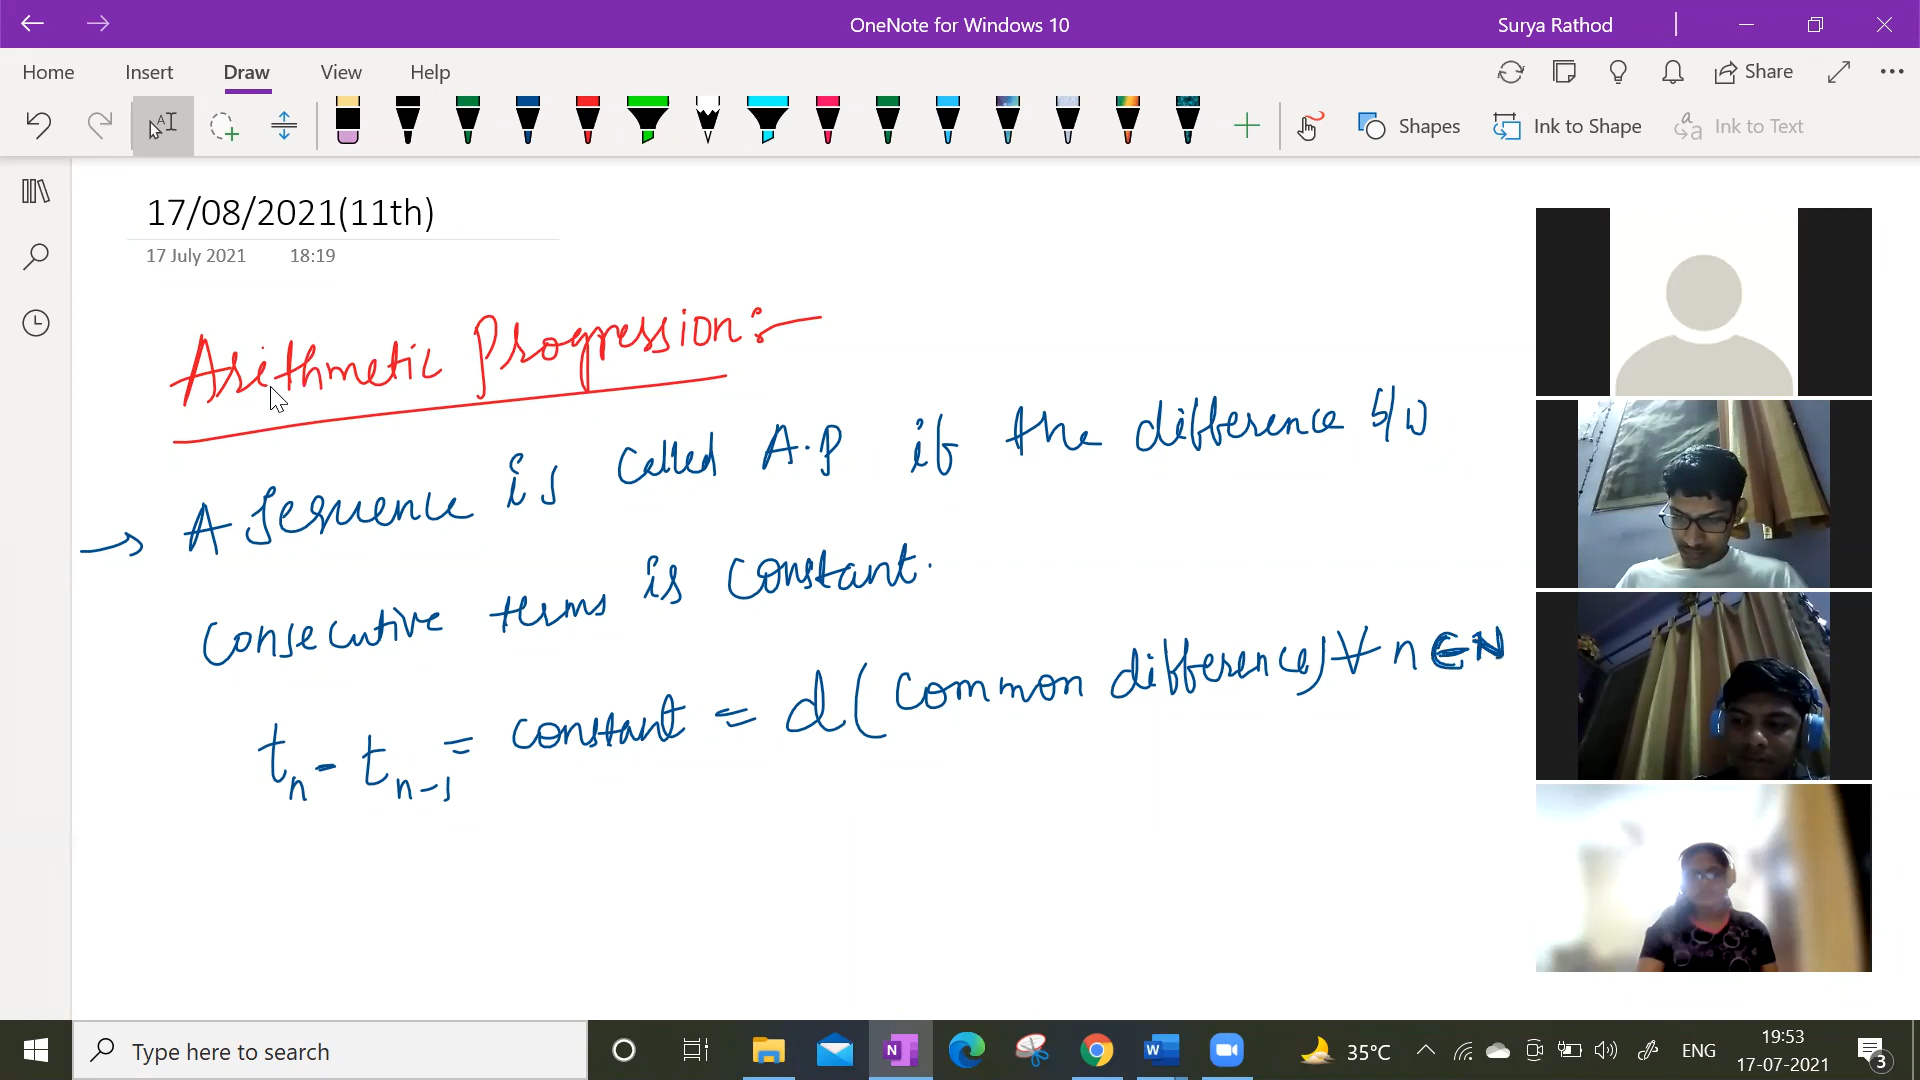 OneNote for Windows 10
Surya Rathod
Home Insert Draw View Help
Share
Shapes Ink to Shape Ink to Text
17/08/2021(11th)
17 July 2021 18:19
Arithmetic Progression:-
→ A sequence is called A.P if the difference b/w
consecutive terms is constant.
tn - tn-1 = constant = d (common difference) ∀ n ∈ N
Type here to search
35°C
ENG
19:53
17-07-2021
3